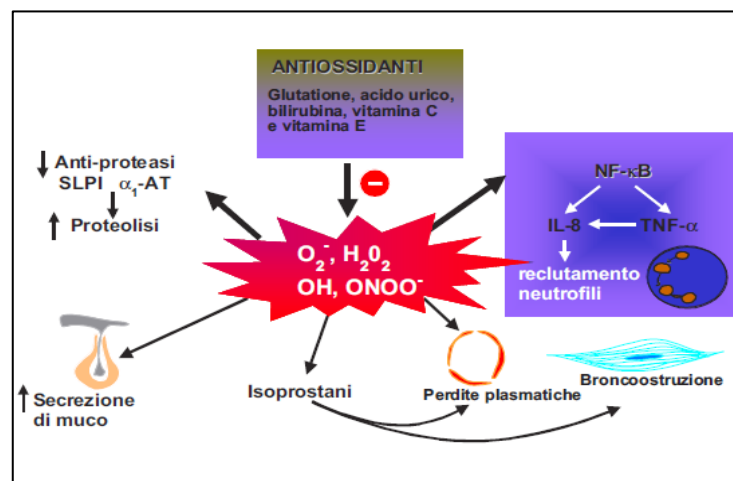 ANTIOSSIDANTI
Glutatione, acido urico,
bilirubina, vitamina C
e vitamina E
Anti-proteasi
SLPI α₁-AT
Proteolisi
NF-κB
IL-8
TNF-α
reclutamento
neutrofili
O₂⁻, H₂0₂
OH, ONOO⁻
Secrezione
di muco
Isoprostani
Perdite plasmatiche
Broncoostruzione